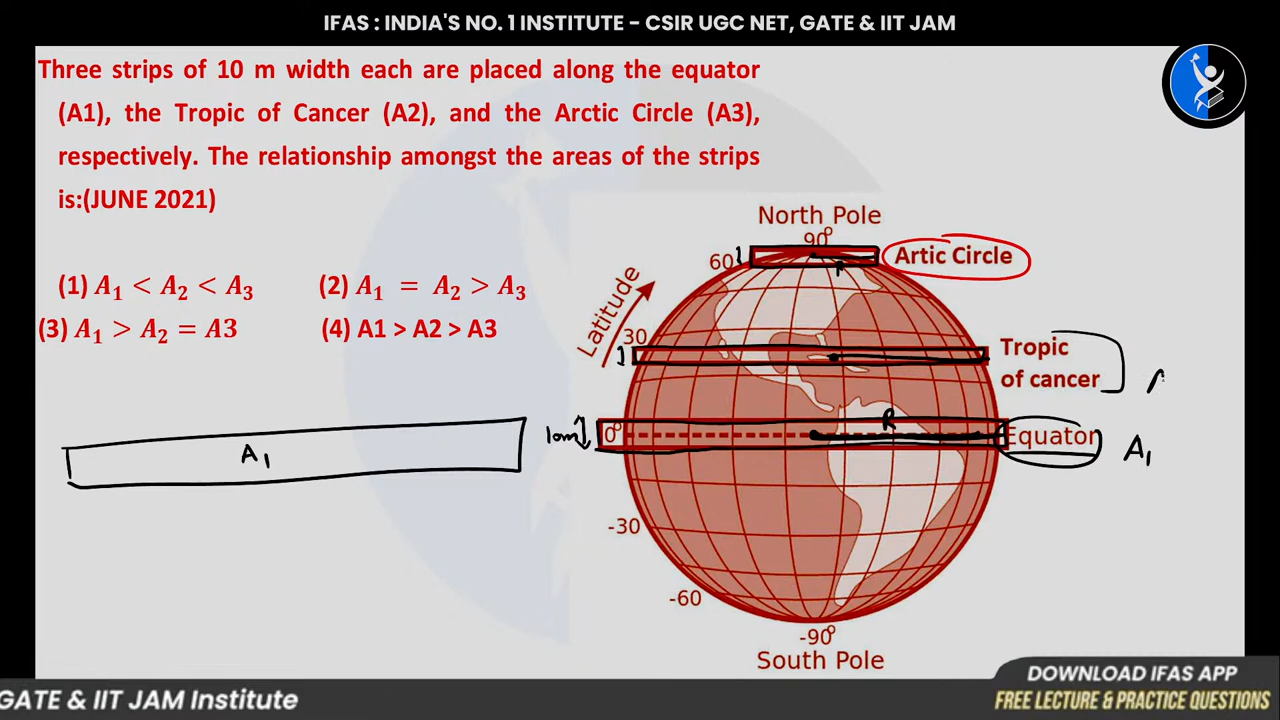 IFAS : INDIA'S NO. 1 INSTITUTE - CSIR UGC NET, GATE & IIT JAM
Three strips of 10 m width each are placed along the equator
(A1), the Tropic of Cancer (A2), and the Arctic Circle (A3),
respectively. The relationship amongst the areas of the strips
is:(JUNE 2021)
(1) A₁ < A₂ < A₃ (2) A₁ = A₂ > A₃
(3) A₁ > A₂ = A3 (4) A1 > A2 > A3
North Pole
90°
60
Artic Circle
r
Latitude
30
Tropic
of cancer
R
10m
0°
Equator
A₁
A₁
-30
-60
-90°
South Pole
DOWNLOAD IFAS APP
FREE LECTURE & PRACTICE QUESTIONS
GATE & IIT JAM Institute